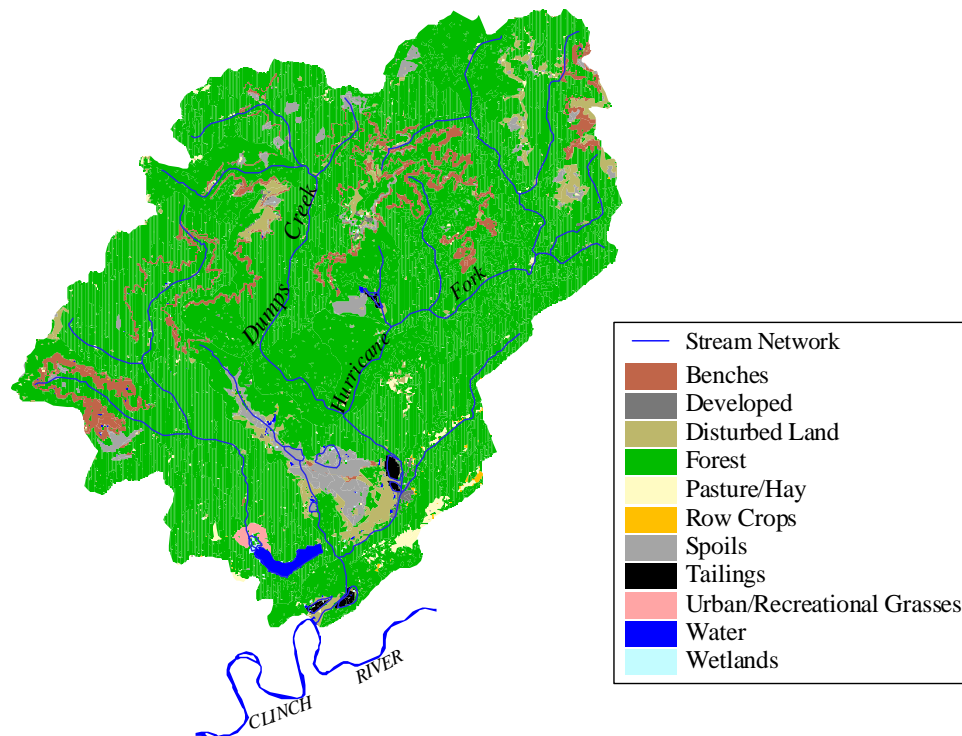 Creek
Dumps
Fork
Hurricane
Stream Network
Benches
Developed
Disturbed Land
Forest
Pasture/Hay
Row Crops
Spoils
Tailings
Urban/Recreational Grasses
Water
Wetlands
RIVER
CLINCH